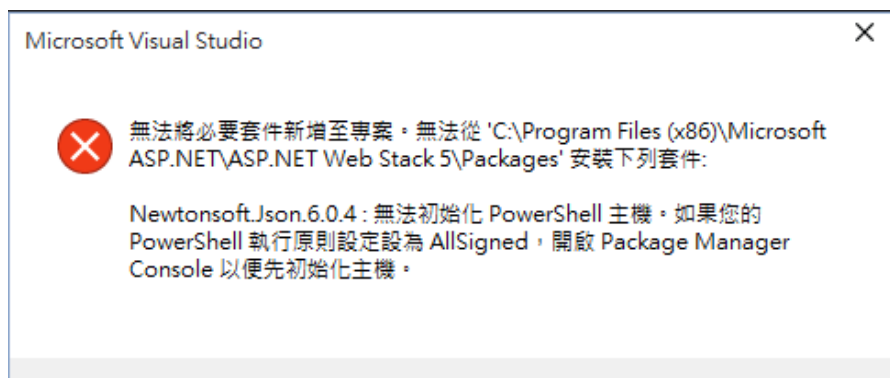 Microsoft Visual Studio
無法將必要套件新增至專案。無法從 'C:\Program Files (x86)\Microsoft
ASP.NET\ASP.NET Web Stack 5\Packages' 安裝下列套件:
Newtonsoft.Json.6.0.4 : 無法初始化 PowerShell 主機。如果您的
PowerShell 執行原則設定設為 AllSigned，開啟 Package Manager
Console 以便先初始化主機。